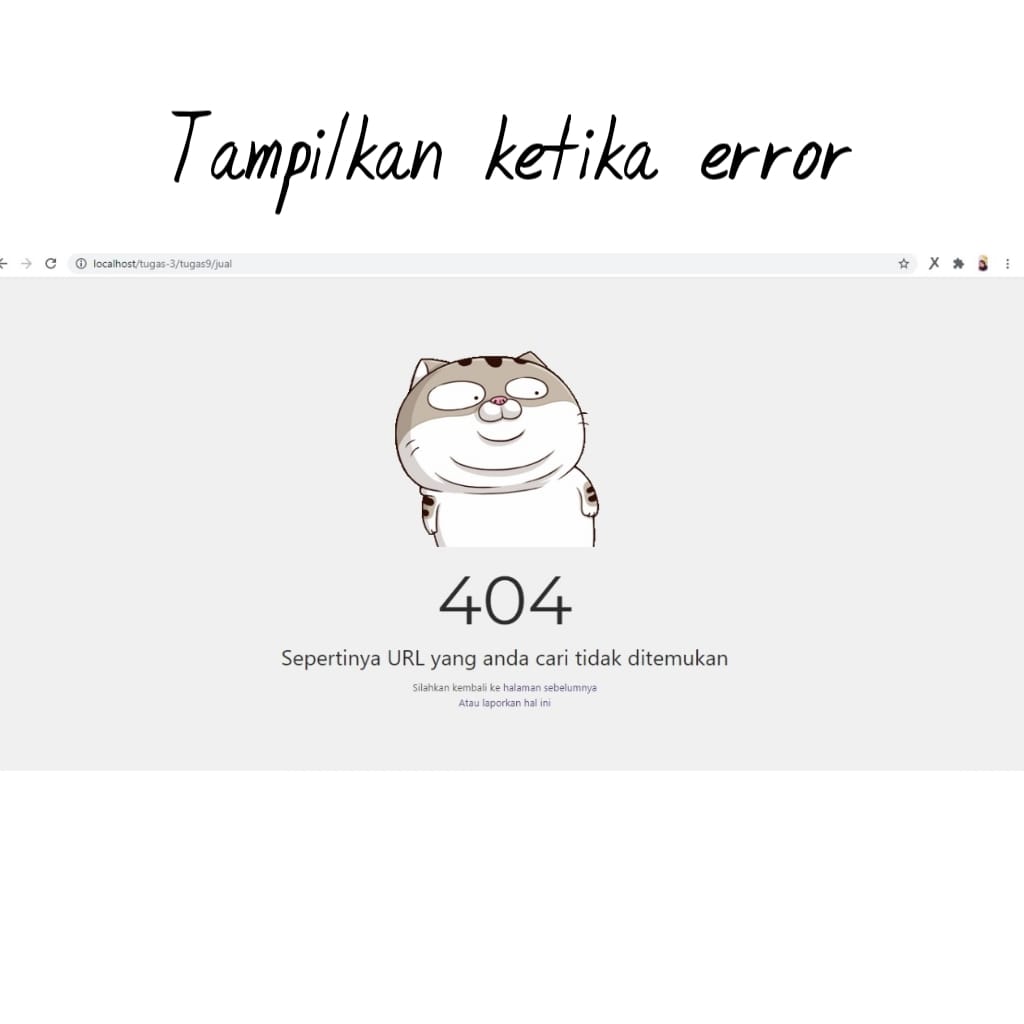 Tampilkan ketika error
localhost/tugas-3/tugas9/jual
404
Sepertinya URL yang anda cari tidak ditemukan
Silahkan kembali ke halaman sebelumnya
Atau laporkan hal ini